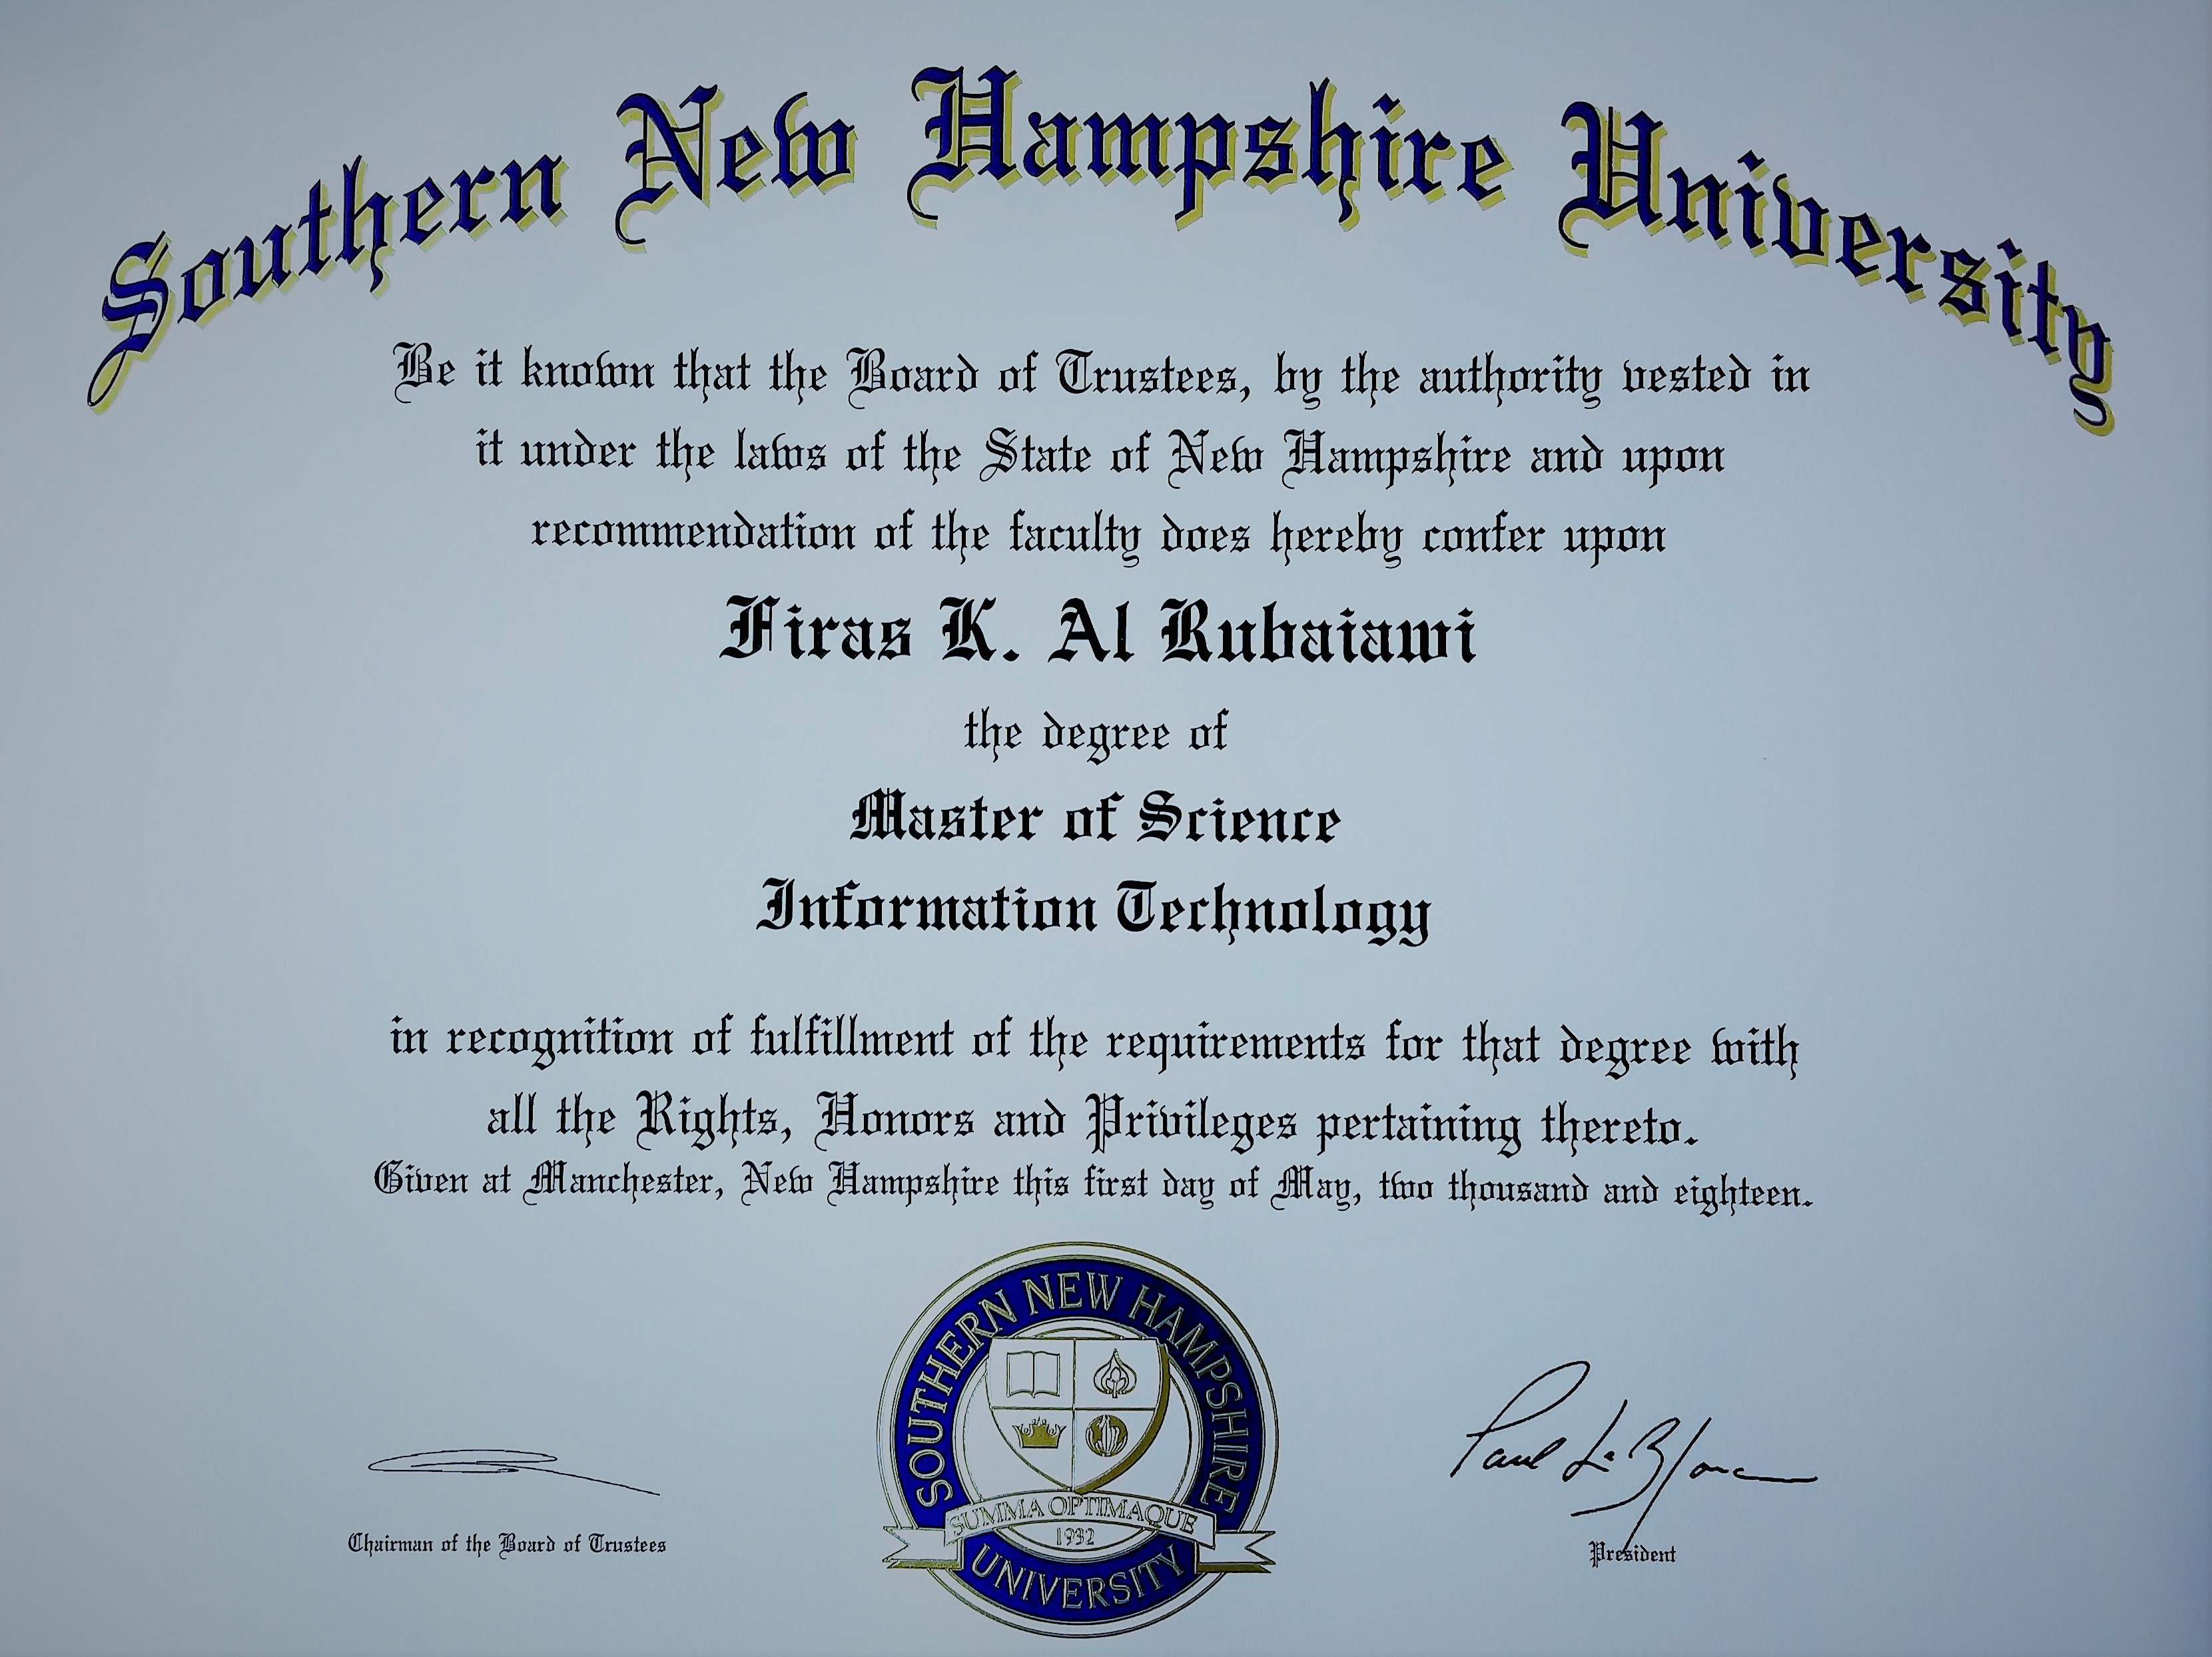 Southern New Hampshire University
Be it known that the Board of Trustees, by the authority vested in
it under the laws of the State of New Hampshire and upon
recommendation of the faculty does hereby confer upon
Firas K. Al Rubaiawi
the degree of
Master of Science
Information Technology
in recognition of fulfillment of the requirements for that degree with
all the Rights, Honors and Privileges pertaining thereto.
Given at Manchester, New Hampshire this first day of May, two thousand and eighteen.
SOUTHERN NEW HAMPSHIRE
SUMMA OPTIMAQUE
1932
UNIVERSITY
Paul LeBlanc
Chairman of the Board of Trustees
President